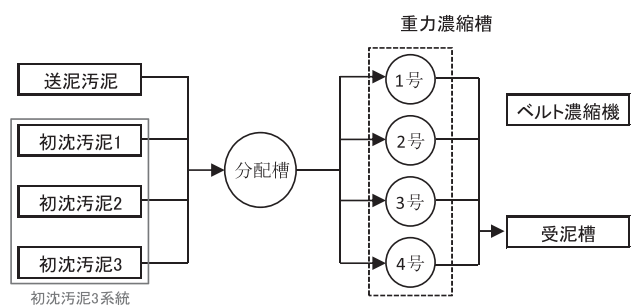 重力濃縮槽
送泥汚泥
初沈汚泥1
初沈汚泥2
初沈汚泥3
初沈汚泥3系統
分配槽
1号
2号
3号
4号
ベルト濃縮機
受泥槽